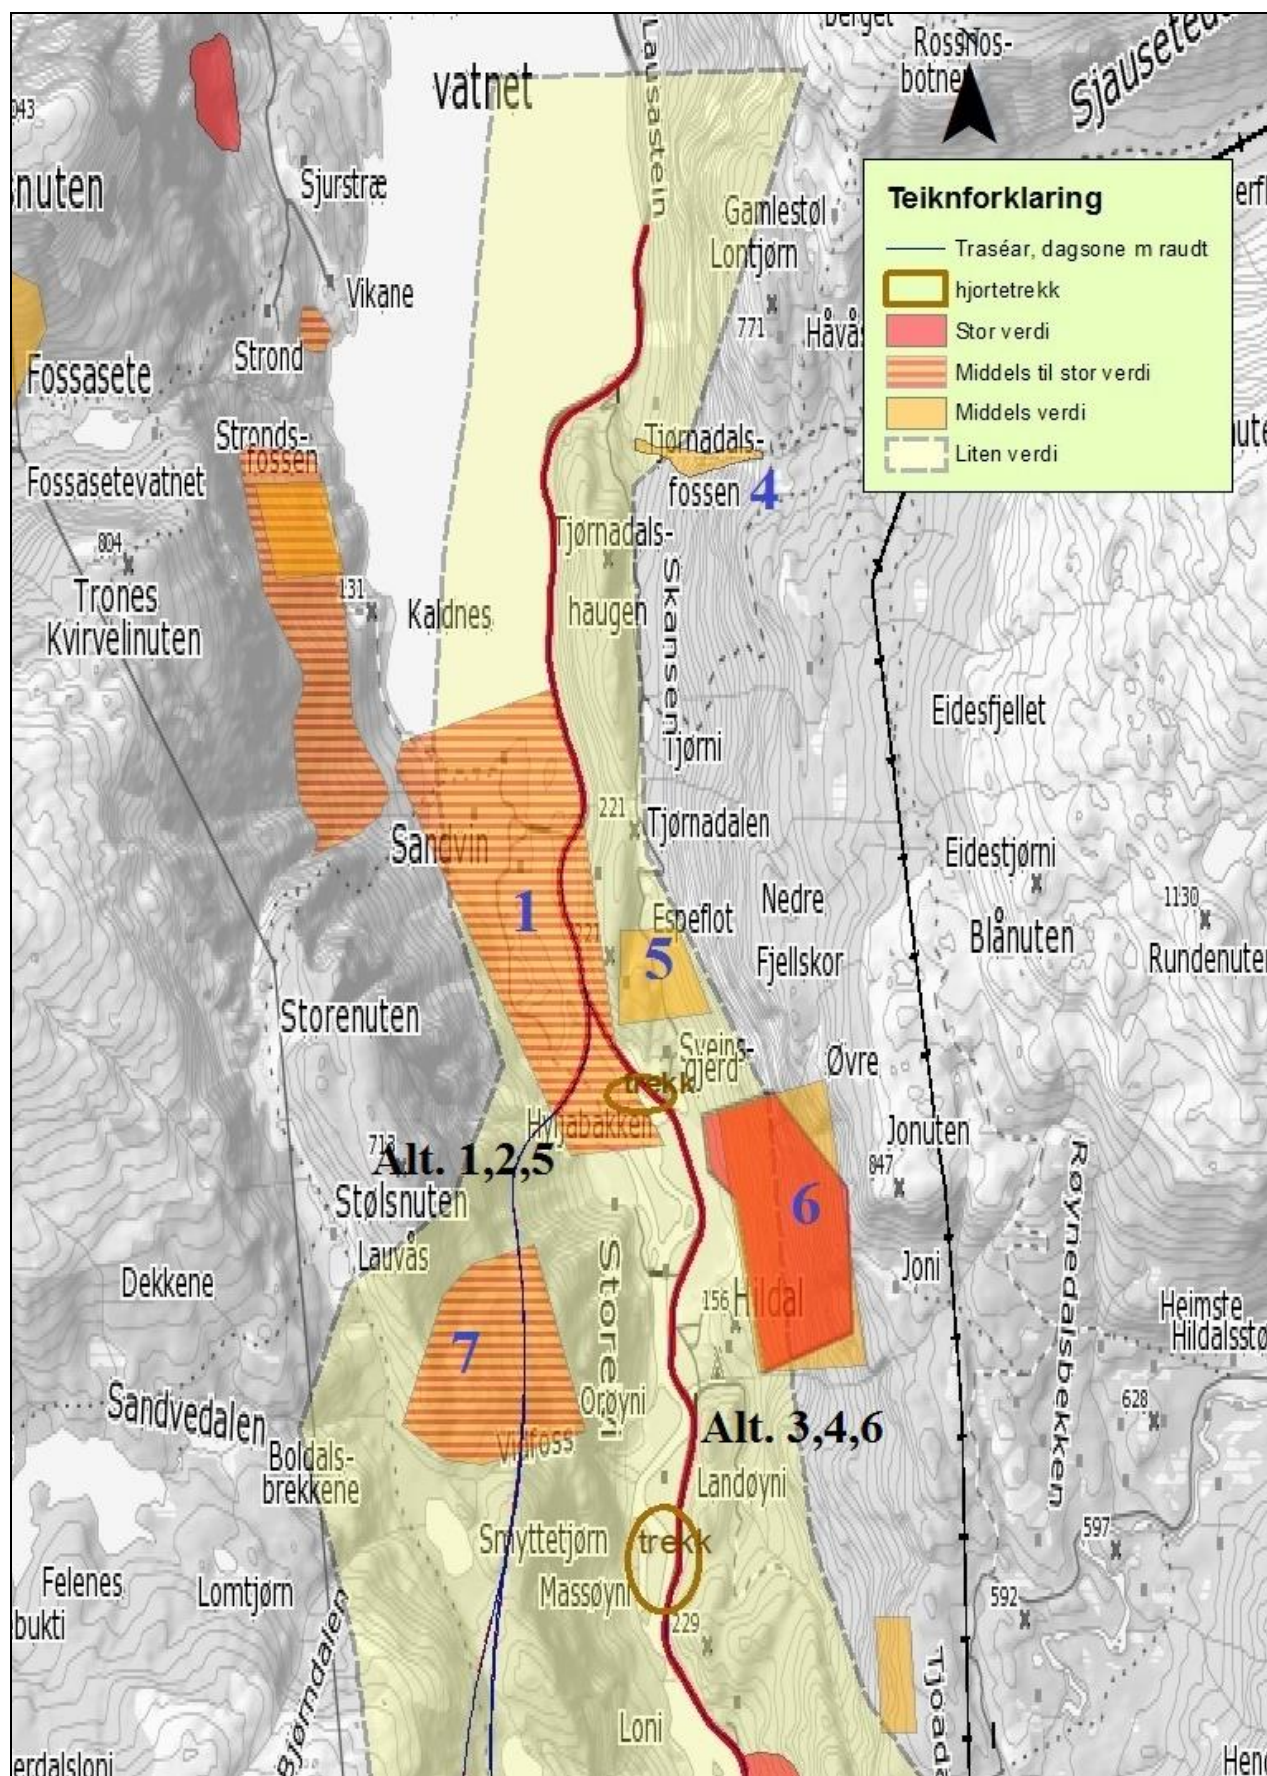 vatnet
Lausastein
Rossnos-
botnen
Sjausete
snuten
Sjurstræ
Gamlestøl
Lontjørn
771
Håvås
Vikane
Strond
Fossasete
Teiknforklaring
Traséar, dagsone m raudt
hjortetrekk
Stor verdi
Middels til stor verdi
Middels verdi
Liten verdi
Stronds-
fossen
Fossasetevatnet
Tjørnadals-
fossen
4
804
Trones
Kvirvelinuten
131
Kaldnes
Tjørnadals-
haugen
Skansen
Tjørni
Eidesfjellet
221
Tjørnadalen
Sandvin
Eidestjørni
1
Nedre
Fjellskor
1130
Espeflot
221
5
Blånuten
Rundenuten
Storenuten
Sveins-
gjerd
trekk
Øvre
Hyljabakken
Jonuten
847
Alt. 1,2,5
Stølsnuten
Lauvås
6
Røynedalsbekken
Dekkene
Storelvi
Joni
156
Hildal
Heimste
Hildalsstø
7
Orøyni
628
Sandvedalen
Vidfoss
Alt. 3,4,6
Boldals-
brekkene
Landøyni
Smyttetjørn
trekk
597
Felenes
Lomtjørn
Massøyni
592
bukti
229
Bjørndalen
Loni
Tjoada
erdalsloni
Hen